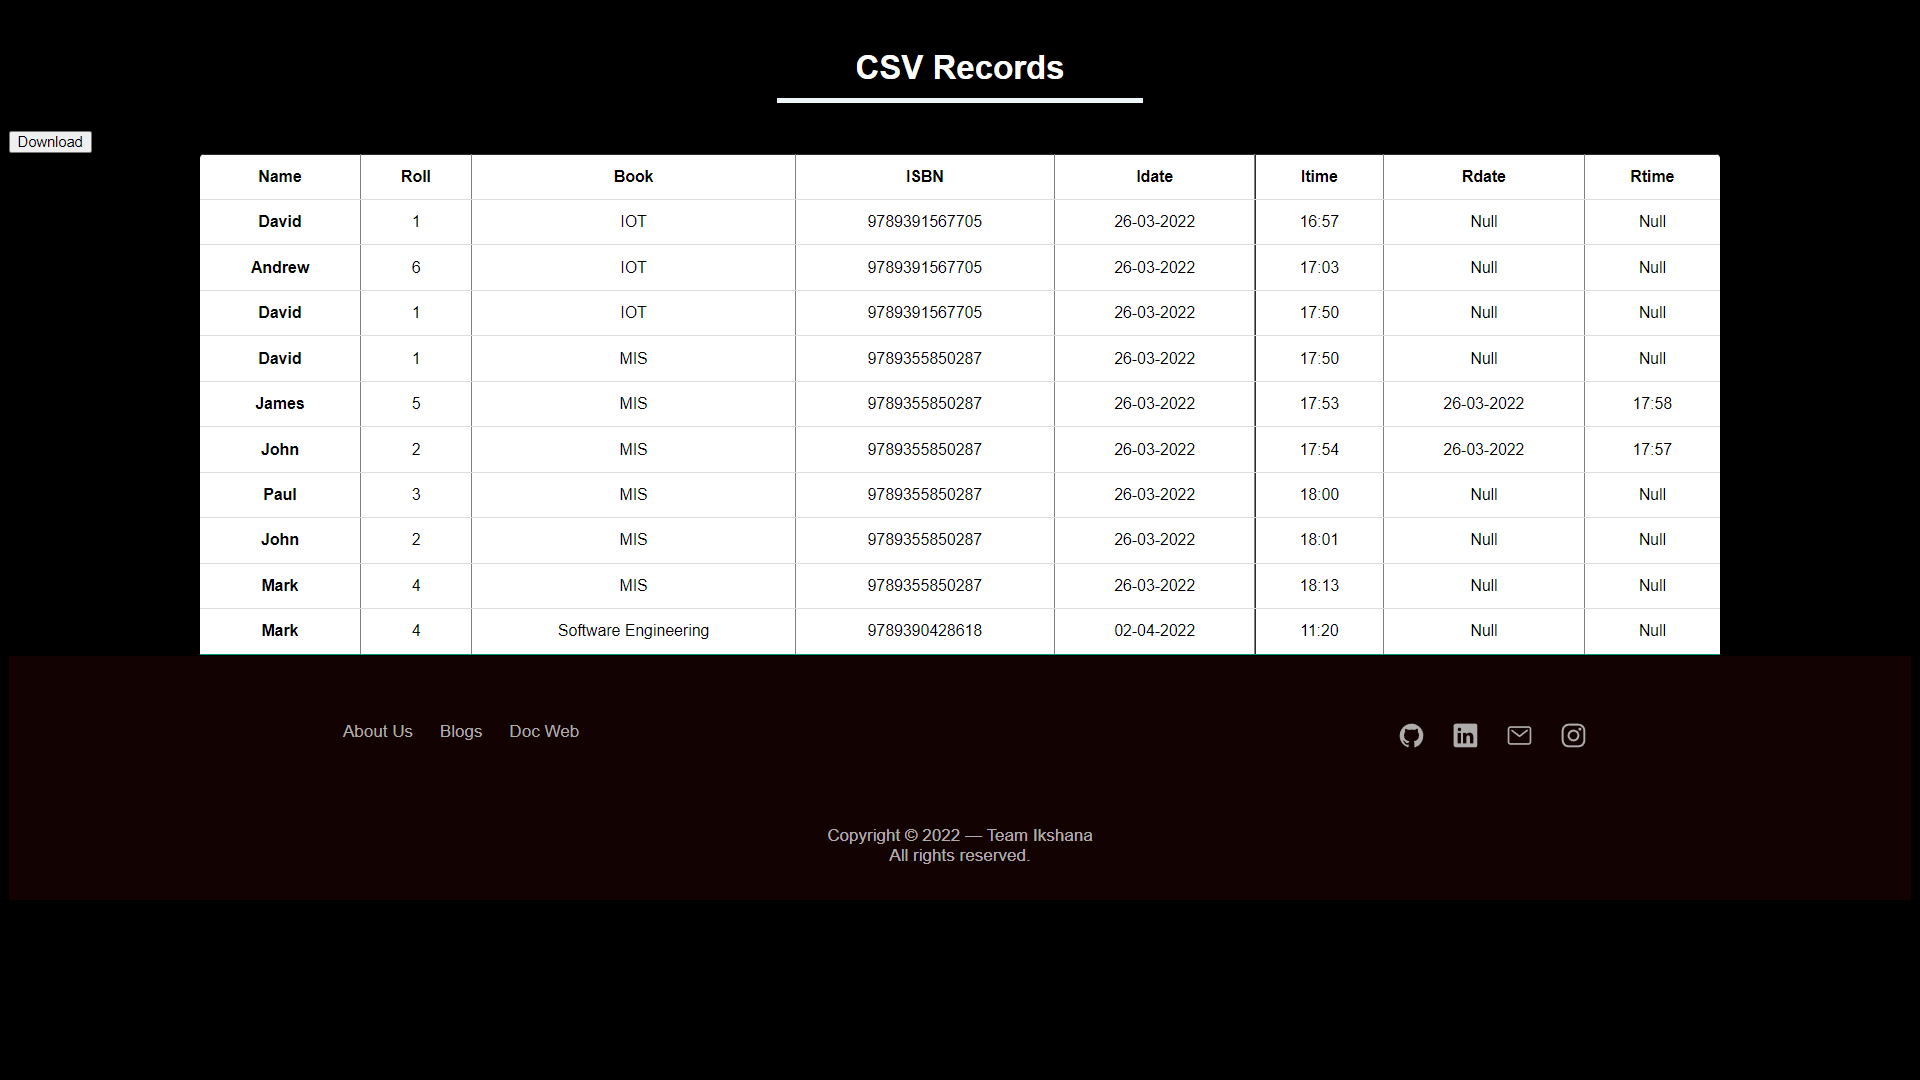 CSV Records
Download
Name Roll Book ISBN Idate Itime Rdate Rtime
David 1 IOT 9789391567705 26-03-2022 16:57 Null Null
Andrew 6 IOT 9789391567705 26-03-2022 17:03 Null Null
David 1 IOT 9789391567705 26-03-2022 17:50 Null Null
David 1 MIS 9789355850287 26-03-2022 17:50 Null Null
James 5 MIS 9789355850287 26-03-2022 17:53 26-03-2022 17:58
John 2 MIS 9789355850287 26-03-2022 17:54 26-03-2022 17:57
Paul 3 MIS 9789355850287 26-03-2022 18:00 Null Null
John 2 MIS 9789355850287 26-03-2022 18:01 Null Null
Mark 4 MIS 9789355850287 26-03-2022 18:13 Null Null
Mark 4 Software Engineering 9789390428618 02-04-2022 11:20 Null Null
About Us Blogs Doc Web
Copyright © 2022 — Team Ikshana
All rights reserved.